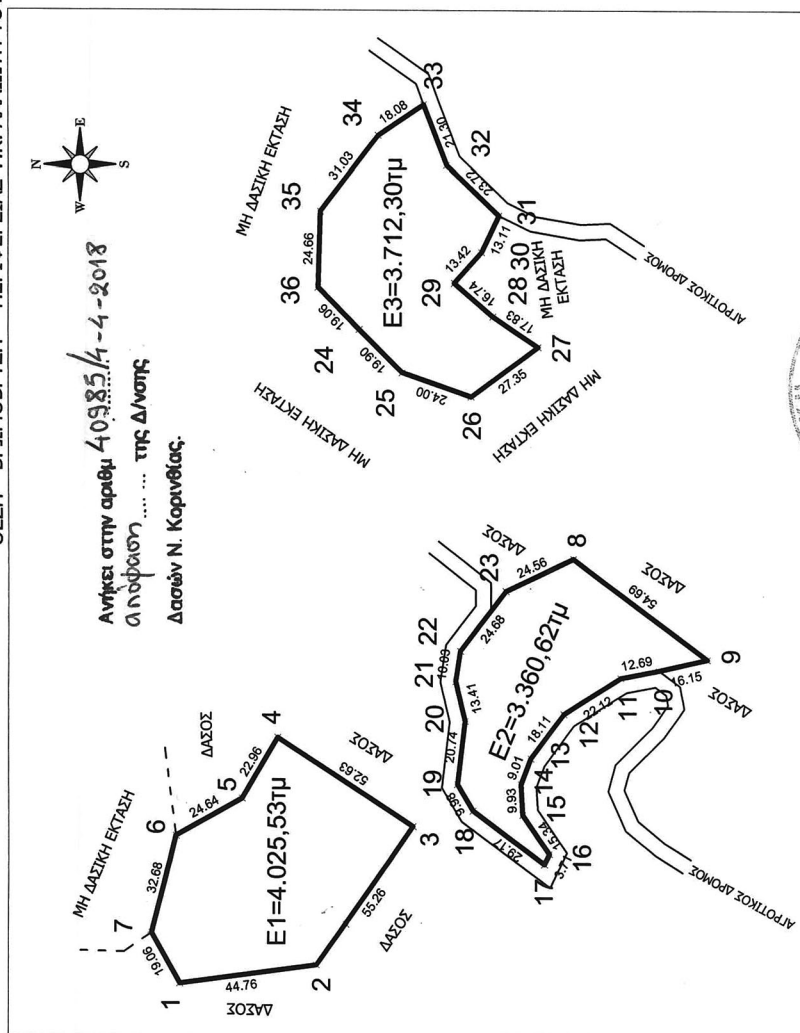 N
W E
S
Ανήκει στην αριθμ 40985/4-4-2018
απόφαση ......... της Δ/νσης
Δασών Ν. Κορινθίας.
ΜΗ ΔΑΣΙΚΗ ΕΚΤΑΣΗ
ΔΑΣΟΣ
ΔΑΣΟΣ
ΔΑΣΟΣ
ΔΑΣΟΣ
E1=4.025,53τμ
1
2
3
4
5
6
7
44.76
55.26
52.63
22.96
24.64
32.68
19.06
E2=3.360,62τμ
8
9
10
11
12
13
14
15
16
17
18
19
20
21
22
23
54.69
16.15
12.69
22.12
18.11
9.01
9.93
15.34
3.71
29.17
9.98
20.74
13.41
24.68
24.56
ΔΑΣΟΣ
ΔΑΣΟΣ
ΔΑΣΟΣ
ΑΓΡΟΤΙΚΟΣ ΔΡΟΜΟΣ
E3=3.712,30τμ
24
25
26
27
28
29
30
31
32
33
34
35
36
19.90
24.00
27.35
17.83
16.74
13.42
13.11
23.72
21.30
18.08
31.03
24.66
19.06
ΜΗ ΔΑΣΙΚΗ ΕΚΤΑΣΗ
ΜΗ ΔΑΣΙΚΗ ΕΚΤΑΣΗ
ΜΗ ΔΑΣΙΚΗ ΕΚΤΑΣΗ
ΜΗ ΔΑΣΙΚΗ
ΕΚΤΑΣΗ
ΑΓΡΟΤΙΚΟΣ ΔΡΟΜΟΣ